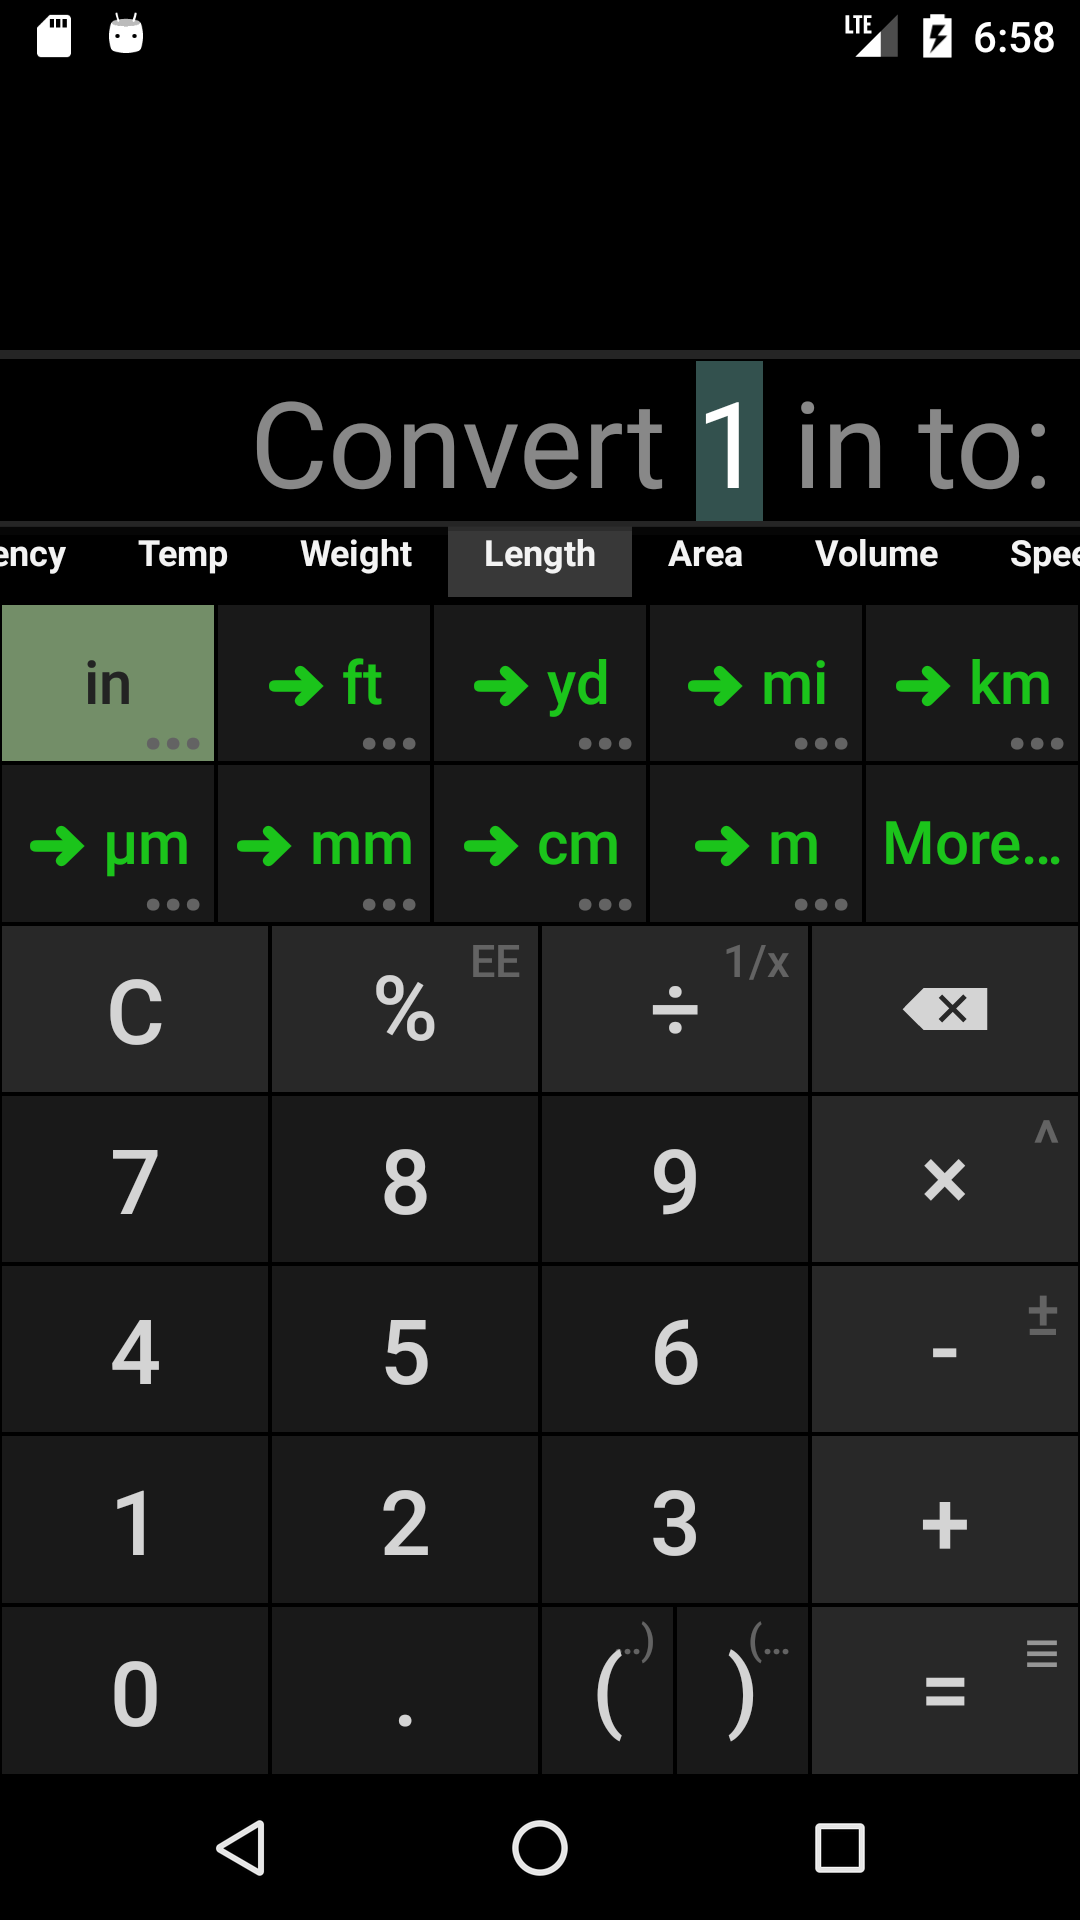 LTE 6:58
Convert 1 in to:
ency Temp Weight Length Area Volume Spee
in ft yd mi km
µm mm cm m More...
C % EE ÷ 1/x
7 8 9 × ^
4 5 6 - ±
1 2 3 +
0 . ( ..) ) (... =